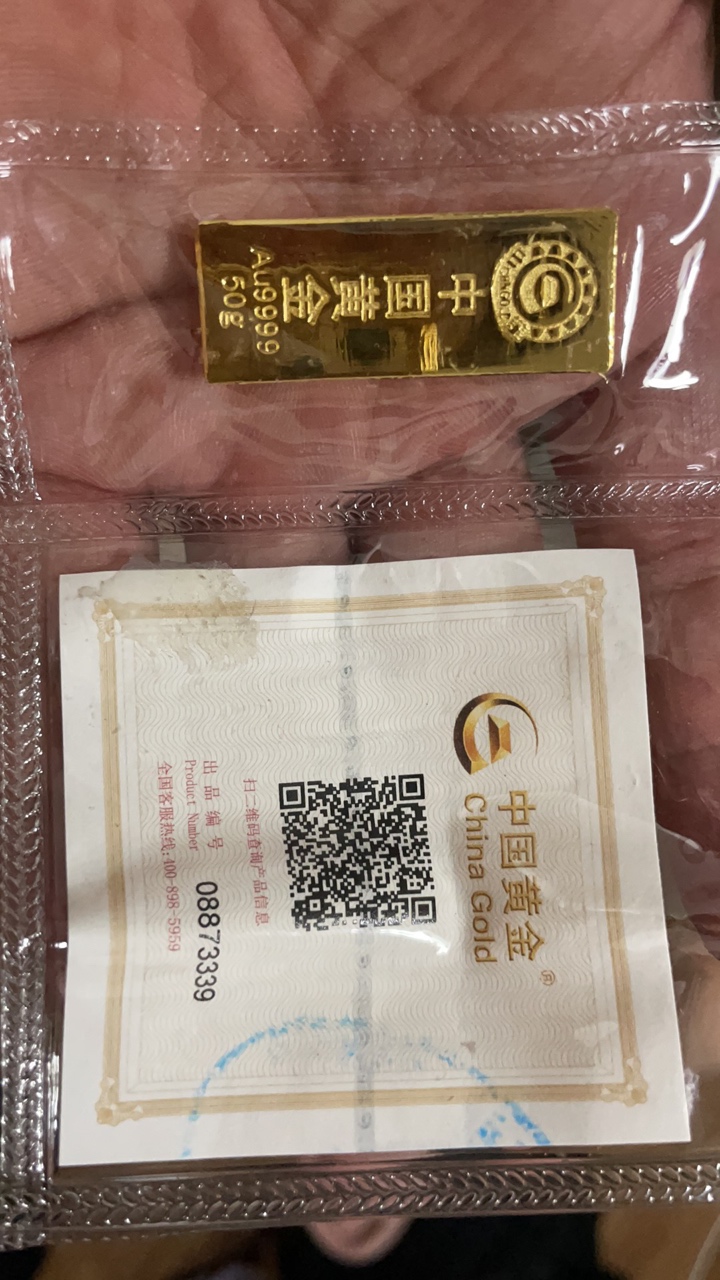 中国黄金
Au9999
50g
中国黄金®
China Gold
扫二维码查询产品信息
出品编号
Product Number 08873339
全国客服热线:400-898-5959